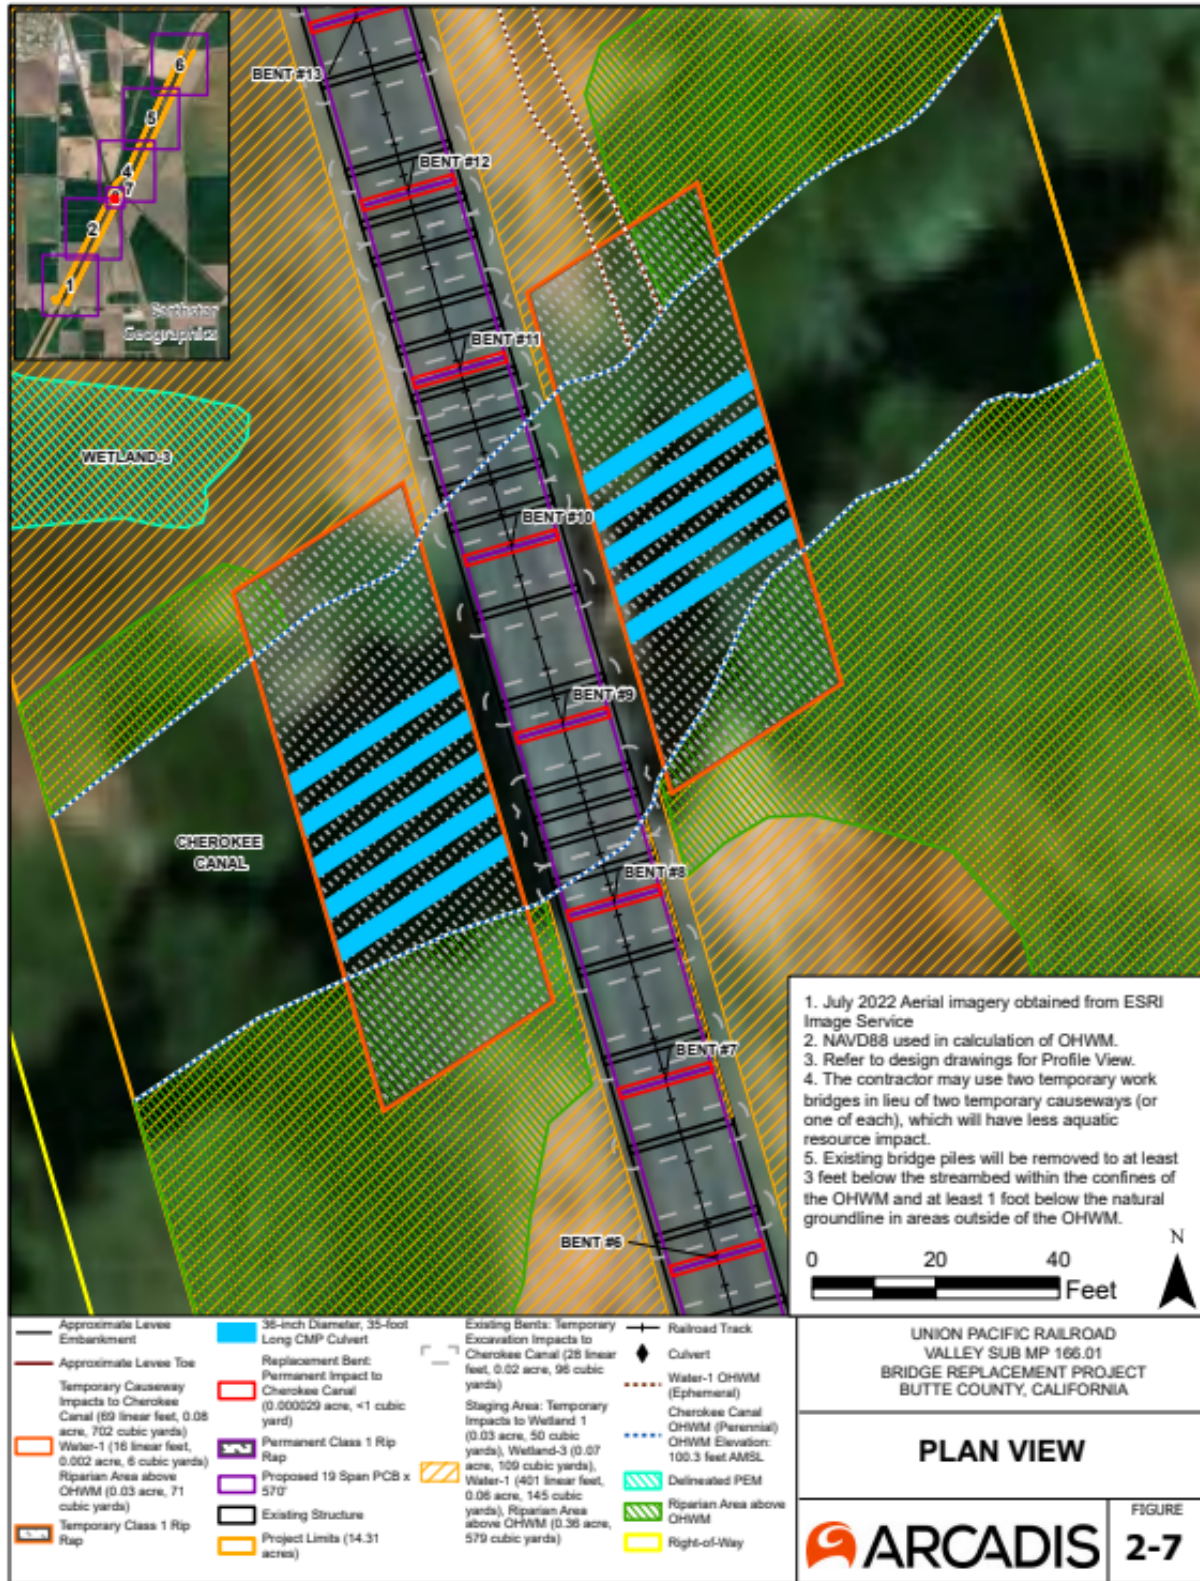 6
5
4
7
2
1
Earthstar
Geographics
BENT #13
BENT #12
BENT #11
WETLAND-3
BENT #10
BENT #9
CHEROKEE
CANAL
BENT #8
BENT #7
BENT #6
1. July 2022 Aerial imagery obtained from ESRI
Image Service
2. NAVD88 used in calculation of OHWM.
3. Refer to design drawings for Profile View.
4. The contractor may use two temporary work
bridges in lieu of two temporary causeways (or
one of each), which will have less aquatic
resource impact.
5. Existing bridge piles will be removed to at least
3 feet below the streambed within the confines of
the OHWM and at least 1 foot below the natural
groundline in areas outside of the OHWM.
N
0 20 40
Feet
Approximate Levee
Embankment
Approximate Levee Toe
Temporary Causeway
Impacts to Cherokee
Canal (69 linear feet, 0.08
acre, 702 cubic yards)
Water-1 (16 linear feet,
0.002 acre, 6 cubic yards)
Riparian Area above
OHWM (0.03 acre, 71
cubic yards)
Temporary Class 1 Rip
Rap
36-inch Diameter, 35-foot
Long CMP Culvert
Replacement Bent:
Permanent Impact to
Cherokee Canal
(0.000029 acre, <1 cubic
yard)
Permanent Class 1 Rip
Rap
Proposed 19 Span PCB x
570'
Existing Structure
Project Limits (14.31
acres)
Existing Bents: Temporary
Excavation Impacts to
Cherokee Canal (28 linear
feet, 0.02 acre, 96 cubic
yards)
Staging Area: Temporary
Impacts to Wetland 1
(0.03 acre, 50 cubic
yards), Wetland-3 (0.07
acre, 109 cubic yards),
Water-1 (401 linear feet,
0.06 acre, 145 cubic
yards), Riparian Area
above OHWM (0.36 acre,
579 cubic yards)
Railroad Track
Culvert
Water-1 OHWM
(Ephemeral)
Cherokee Canal
OHWM (Perennial)
OHWM Elevation:
100.3 feet AMSL
Delineated PEM
Riparian Area above
OHWM
Right-of-Way
UNION PACIFIC RAILROAD
VALLEY SUB MP 166.01
BRIDGE REPLACEMENT PROJECT
BUTTE COUNTY, CALIFORNIA
PLAN VIEW
ARCADIS
FIGURE
2-7